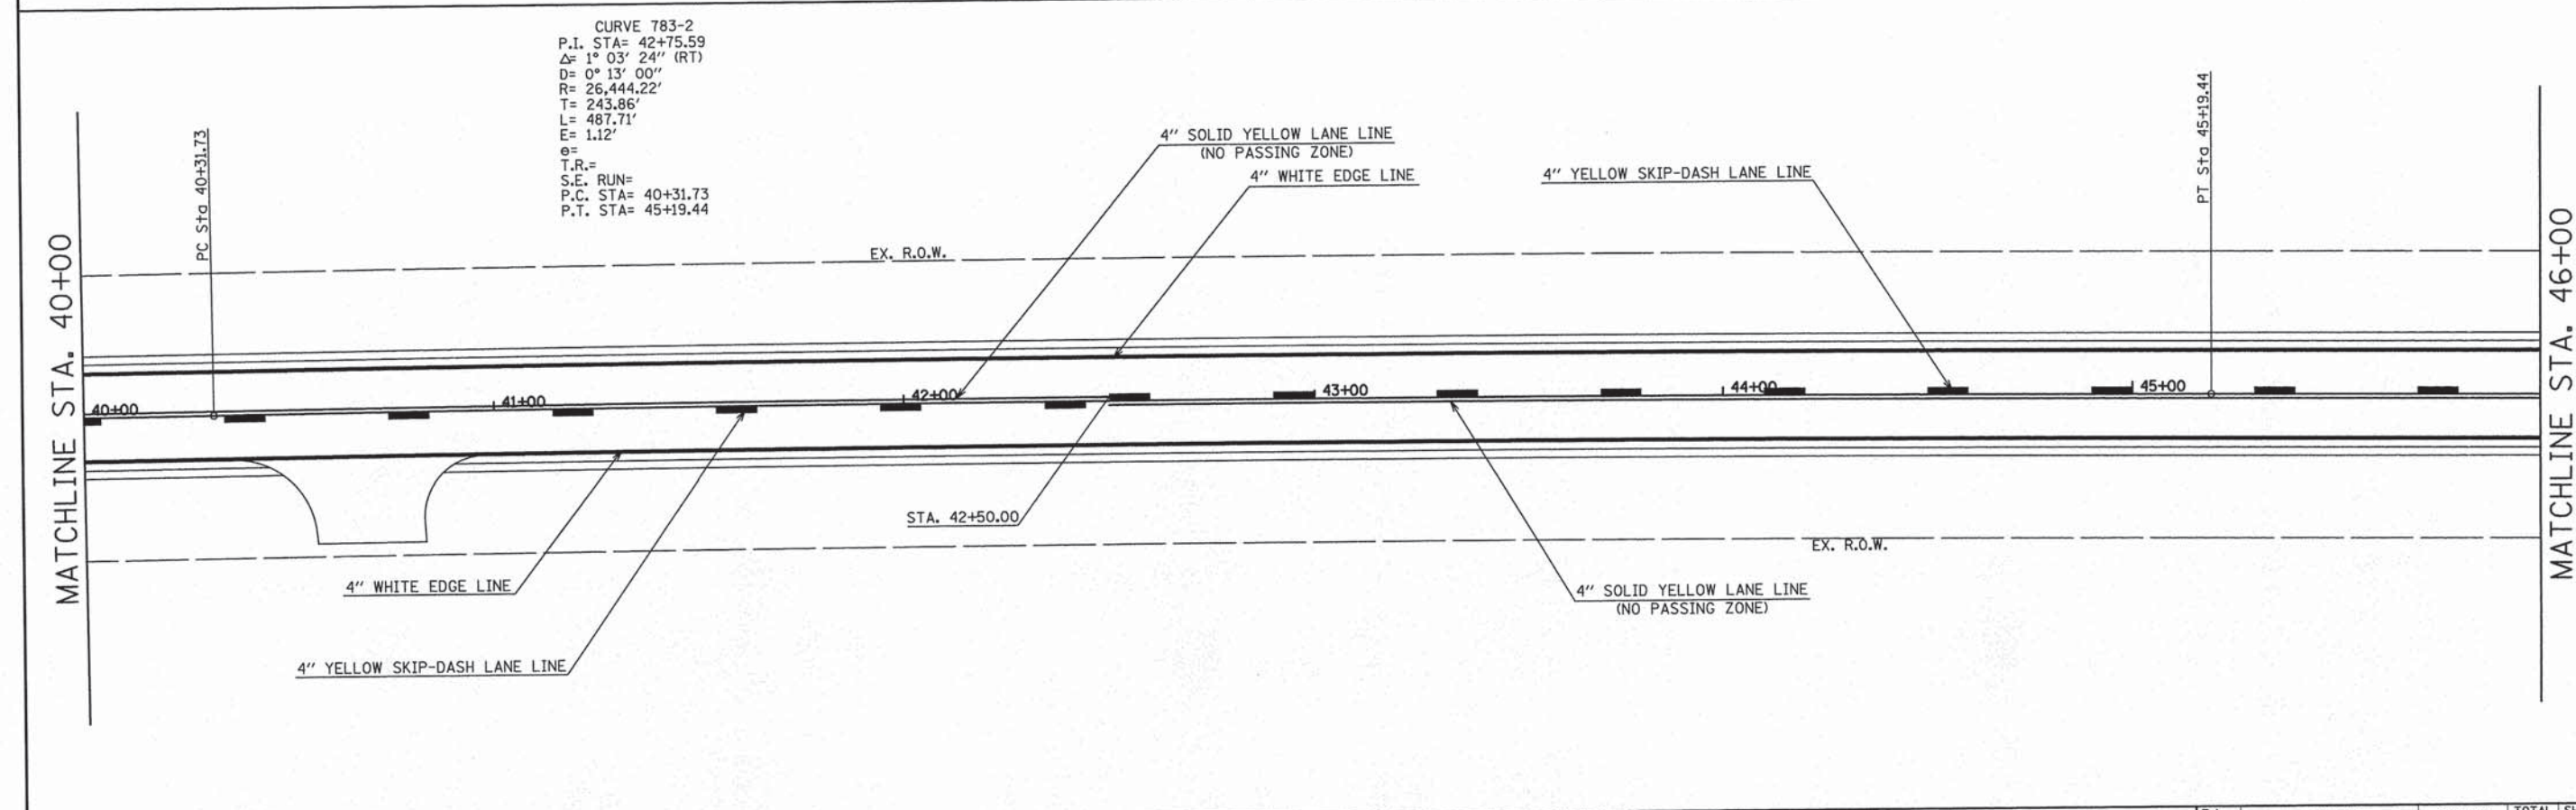 CURVE 783-2
P.I. STA= 42+75.59
Δ= 1° 03' 24" (RT)
D= 0° 13' 00"
R= 26,444.22'
T= 243.86'
L= 487.71'
E= 1.12'
e=
T.R.=
S.E. RUN=
P.C. STA= 40+31.73
P.T. STA= 45+19.44
PC Sta 40+31.73
PT Sta 45+19.44
4" SOLID YELLOW LANE LINE
(NO PASSING ZONE)
4" WHITE EDGE LINE
4" YELLOW SKIP-DASH LANE LINE
EX. R.O.W.
MATCHLINE STA. 40+00
MATCHLINE STA. 46+00
40+00
41+00
42+00
43+00
44+00
45+00
STA. 42+50.00
EX. R.O.W.
4" WHITE EDGE LINE
4" SOLID YELLOW LANE LINE
(NO PASSING ZONE)
4" YELLOW SKIP-DASH LANE LINE
TOTAL